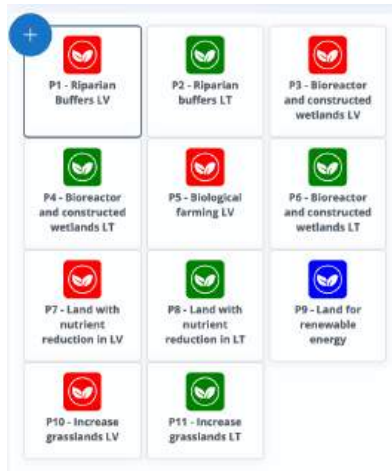 +
P1 - Riparian
Buffers LV
P2 - Riparian
buffers LT
P3 - Bioreactor
and constructed
wetlands LV
P4 - Bioreactor
and constructed
wetlands LT
P5 - Biological
farming LV
P6 - Bioreactor
and constructed
wetlands LT
P7 - Land with
nutrient
reduction in LV
P8 - Land with
nutrient
reduction in LT
P9 - Land for
renewable
energy
P10 - Increase
grasslands LV
P11 - Increase
grasslands LT